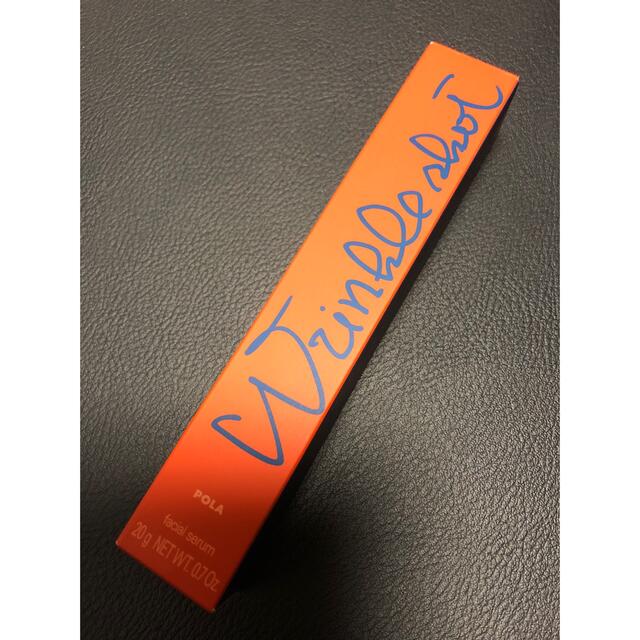 Wrinkle shot
POLA
facial serum
20g NET WT. 0.7 Oz.